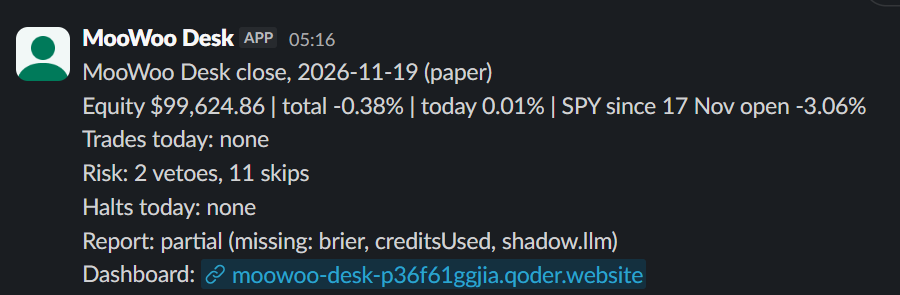 MooWoo Desk APP 05:16
MooWoo Desk close, 2026-11-19 (paper)
Equity $99,624.86 | total -0.38% | today 0.01% | SPY since 17 Nov open -3.06%
Trades today: none
Risk: 2 vetoes, 11 skips
Halts today: none
Report: partial (missing: brier, creditsUsed, shadow.llm)
Dashboard: moowoo-desk-p36f61ggjia.qoder.website